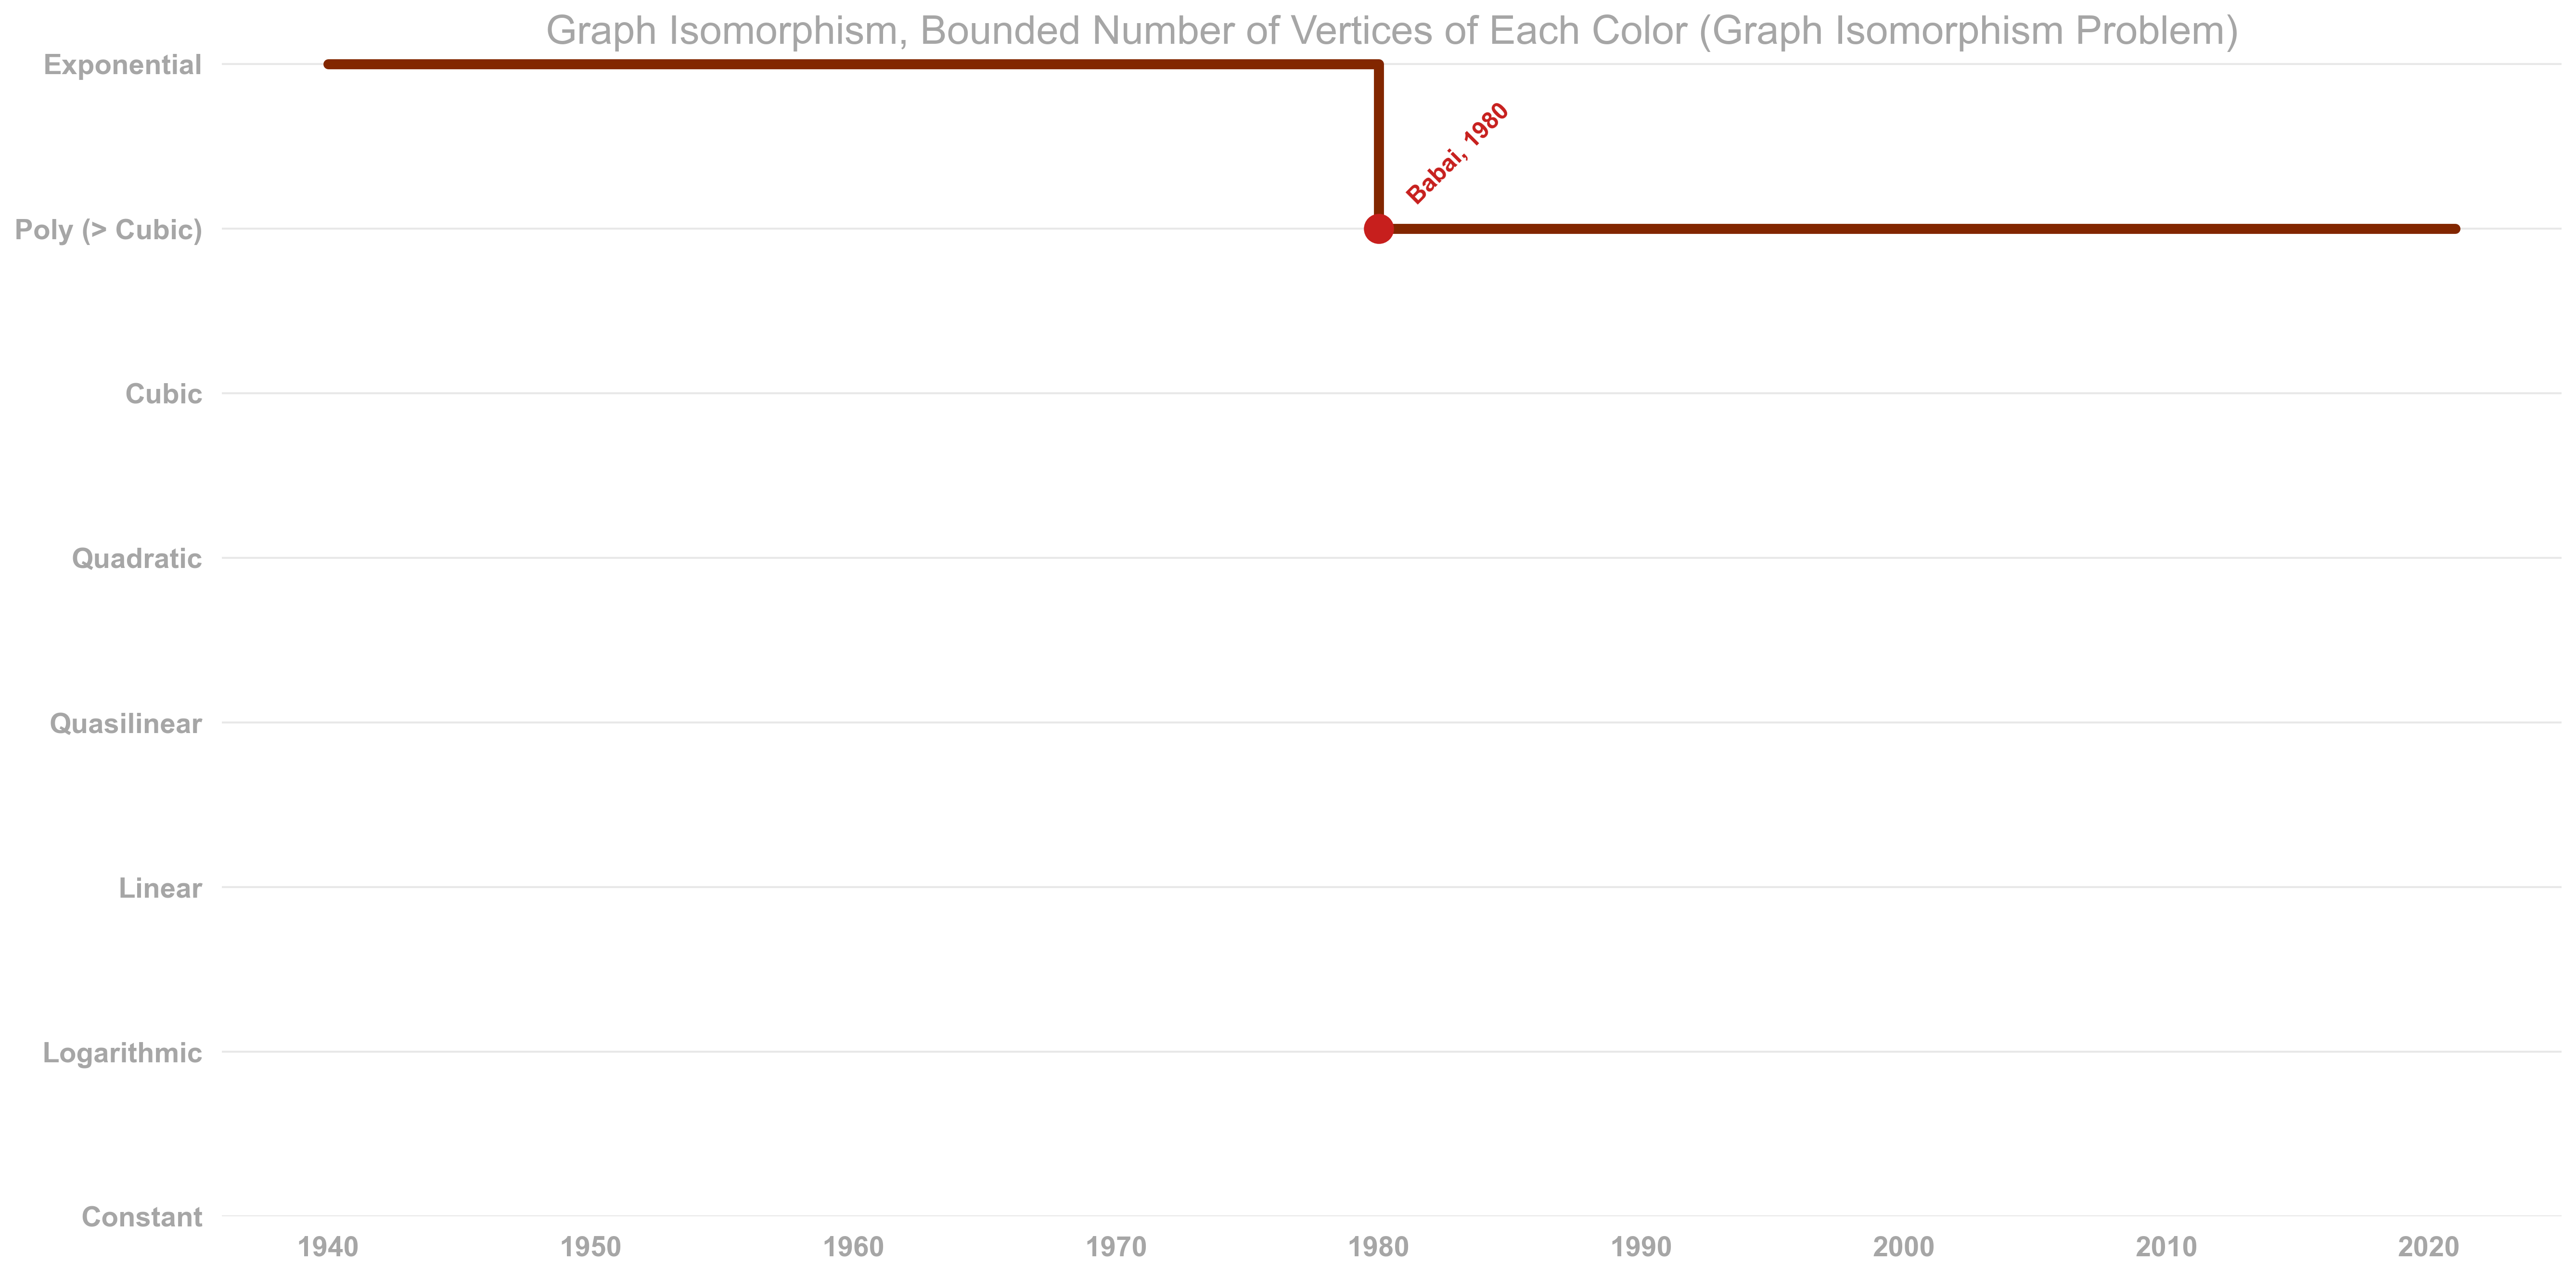 Graph Isomorphism, Bounded Number of Vertices of Each Color (Graph Isomorphism Problem)
Exponential
Babai, 1980
Poly (> Cubic)
Cubic
Quadratic
Quasilinear
Linear
Logarithmic
Constant
1940 1950 1960 1970 1980 1990 2000 2010 2020